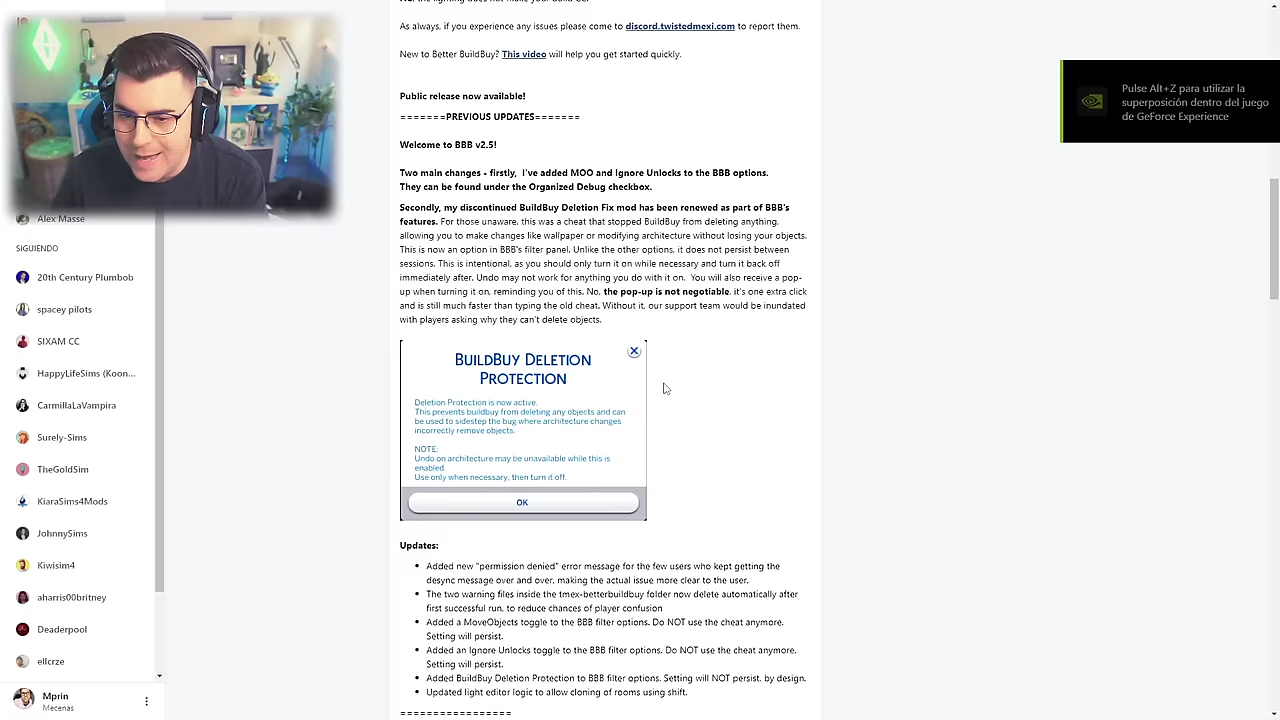 As always, if you experience any issues please come to discord.twistedmexi.com to report them.
New to Better BuildBuy? This video will help you get started quickly.
Public release now available!
=======PREVIOUS UPDATES=======
Welcome to BBB v2.5!
Two main changes - firstly, I've added MOO and Ignore Unlocks to the BBB options.
They can be found under the Organized Debug checkbox.
Secondly, my discontinued BuildBuy Deletion Fix mod has been renewed as part of BBB's
features. For those unaware, this was a cheat that stopped BuildBuy from deleting anything,
allowing you to make changes like wallpaper or modifying architecture without losing your objects.
This is now an option in BBB's filter panel. Unlike the other options, it does not persist between
sessions. This is intentional, as you should only turn it on while necessary and turn it back off
immediately after. Undo may not work for anything you do with it on. You will also receive a pop-
up when turning it on, reminding you of this. No, the pop-up is not negotiable, it's one extra click
and is still much faster than typing the old cheat. Without it, our support team would be inundated
with players asking why they can't delete objects.
BUILDBUY DELETION
PROTECTION
Deletion Protection is now active.
This prevents buildbuy from deleting any objects and can
be used to sidestep the bug where architecture changes
incorrectly remove objects.
NOTE:
Undo on architecture may be unavailable while this is
enabled.
Use only when necessary, then turn it off.
OK
Updates:
Added new "permission denied" error message for the few users who kept getting the
desync message over and over, making the actual issue more clear to the user.
The two warning files inside the tmex-betterbuildbuy folder now delete automatically after
first successful run, to reduce chances of player confusion
Added a MoveObjects toggle to the BBB filter options. Do NOT use the cheat anymore.
Setting will persist.
Added an Ignore Unlocks toggle to the BBB filter options. Do NOT use the cheat anymore.
Setting will persist.
Added BuildBuy Deletion Protection to BBB filter options. Setting will NOT persist, by design.
Updated light editor logic to allow cloning of rooms using shift.
=================
Alex Massé
SIGUIENDO
20th Century Plumbob
spacey pilots
SIXAM CC
HappyLifeSims (Koon...
CarmillaLaVampira
Surely-Sims
TheGoldSim
KiaraSims4Mods
JohnnySims
Kiwisim4
aharris00britney
Deaderpool
ellcrze
Mprin
Mecenas
Pulse Alt+Z para utilizar la
superposición dentro del juego
de GeForce Experience